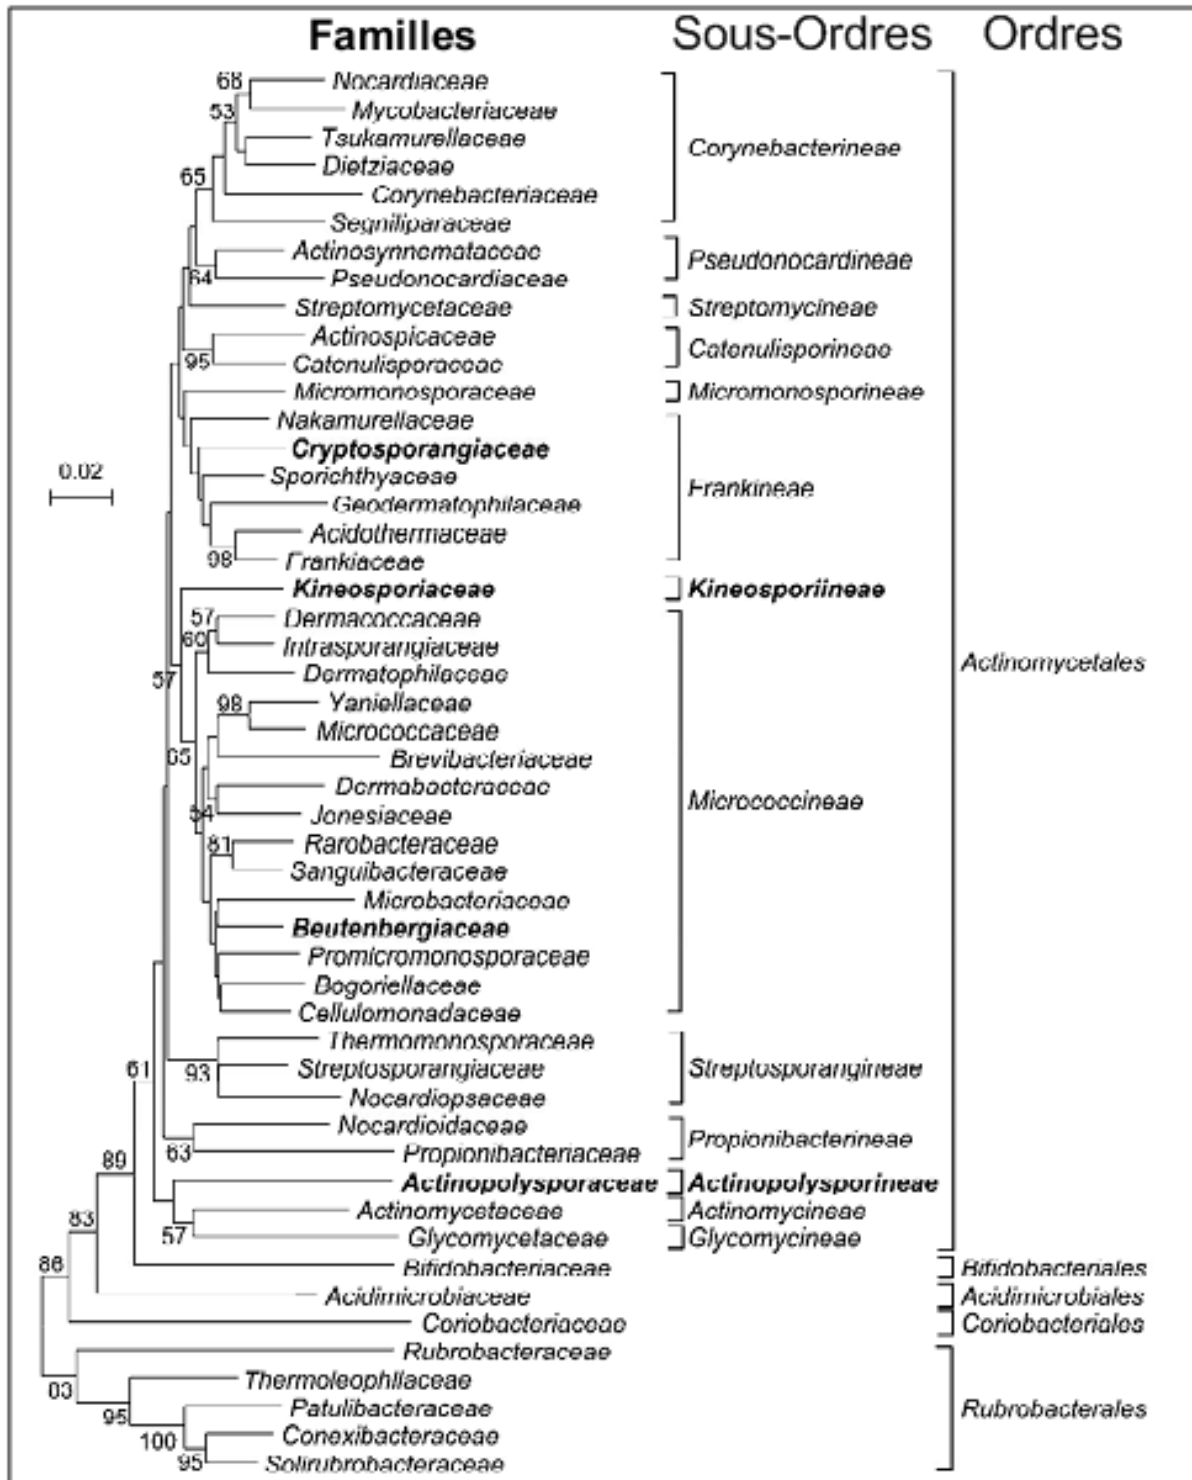 Familles Sous-Ordres Ordres
68 Nocardiaceae
Mycobacteriaceae
53
Tsukamurellaceae
Corynebacterineae
Dietziaceae
65
Corynebacteriaceae
Segniliparaceae
Actinosynnemataceae
Pseudonocardineae
64 Pseudonocardiaceae
Streptomycetaceae Streptomycineae
Actinospicaceae
Catenulisporineae
95 Catenulisporaceae
Micromonosporaceae Micromonosporineae
Nakamurellaceae
Cryptosporangiaceae
0.02
Sporichthyaceae
Frankineae
Geodermatophilaceae
Acidothermaceae
98 Frankiaceae
Kineosporiaceae Kineosporiineae
57 Dermacoccaceae
60 Intrasporangiaceae
Actinomycetales
57 Dermatophilaceae
98 Yaniellaceae
Micrococcaceae
65 Brevibacteriaceae
Dermabacteraceae
Micrococcineae
54 Jonesiaceae
81 Rarobacteraceae
Sanguibacteraceae
Microbacteriaceae
Beutenbergiaceae
Promicromonosporaceae
Bogoriellaceae
Cellulomonadaceae
Thermomonosporaceae
61 93 Streptosporangiaceae Streptosporangineae
Nocardiopsaceae
Nocardioidaceae
Propionibacterineae
63 Propionibacteriaceae
89
Actinopolysporaceae Actinopolysporineae
83 Actinomycetaceae Actinomycineae
57 Glycomycetaceae Glycomycineae
Bifidobacteriaceae Bifidobacteriales
Acidimicrobiaceae Acidimicrobiales
Coriobacteriaceae Coriobacteriales
Rubrobacteraceae
Thermoleophilaceae
95 Patulibacteraceae Rubrobacterales
100 Conexibacteraceae
95 Solirubrobacteraceae